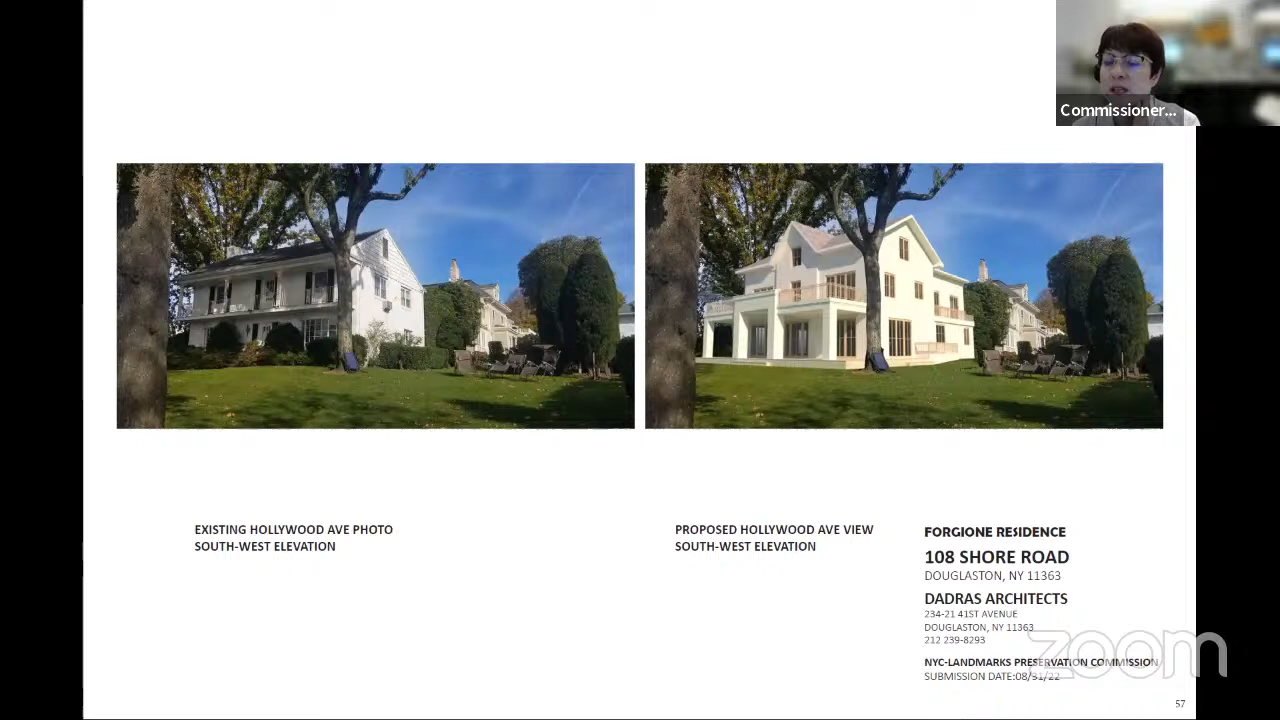 Commissioner...
EXISTING HOLLYWOOD AVE PHOTO
SOUTH-WEST ELEVATION
PROPOSED HOLLYWOOD AVE VIEW
SOUTH-WEST ELEVATION
FORGIONE RESIDENCE
108 SHORE ROAD
DOUGLASTON, NY 11363
DADRAS ARCHITECTS
234-21 41ST AVENUE
DOUGLASTON, NY 11363
212 239-8293
NYC-LANDMARKS PRESERVATION COMMISSION
SUBMISSION DATE:08/31/22
zoom
57